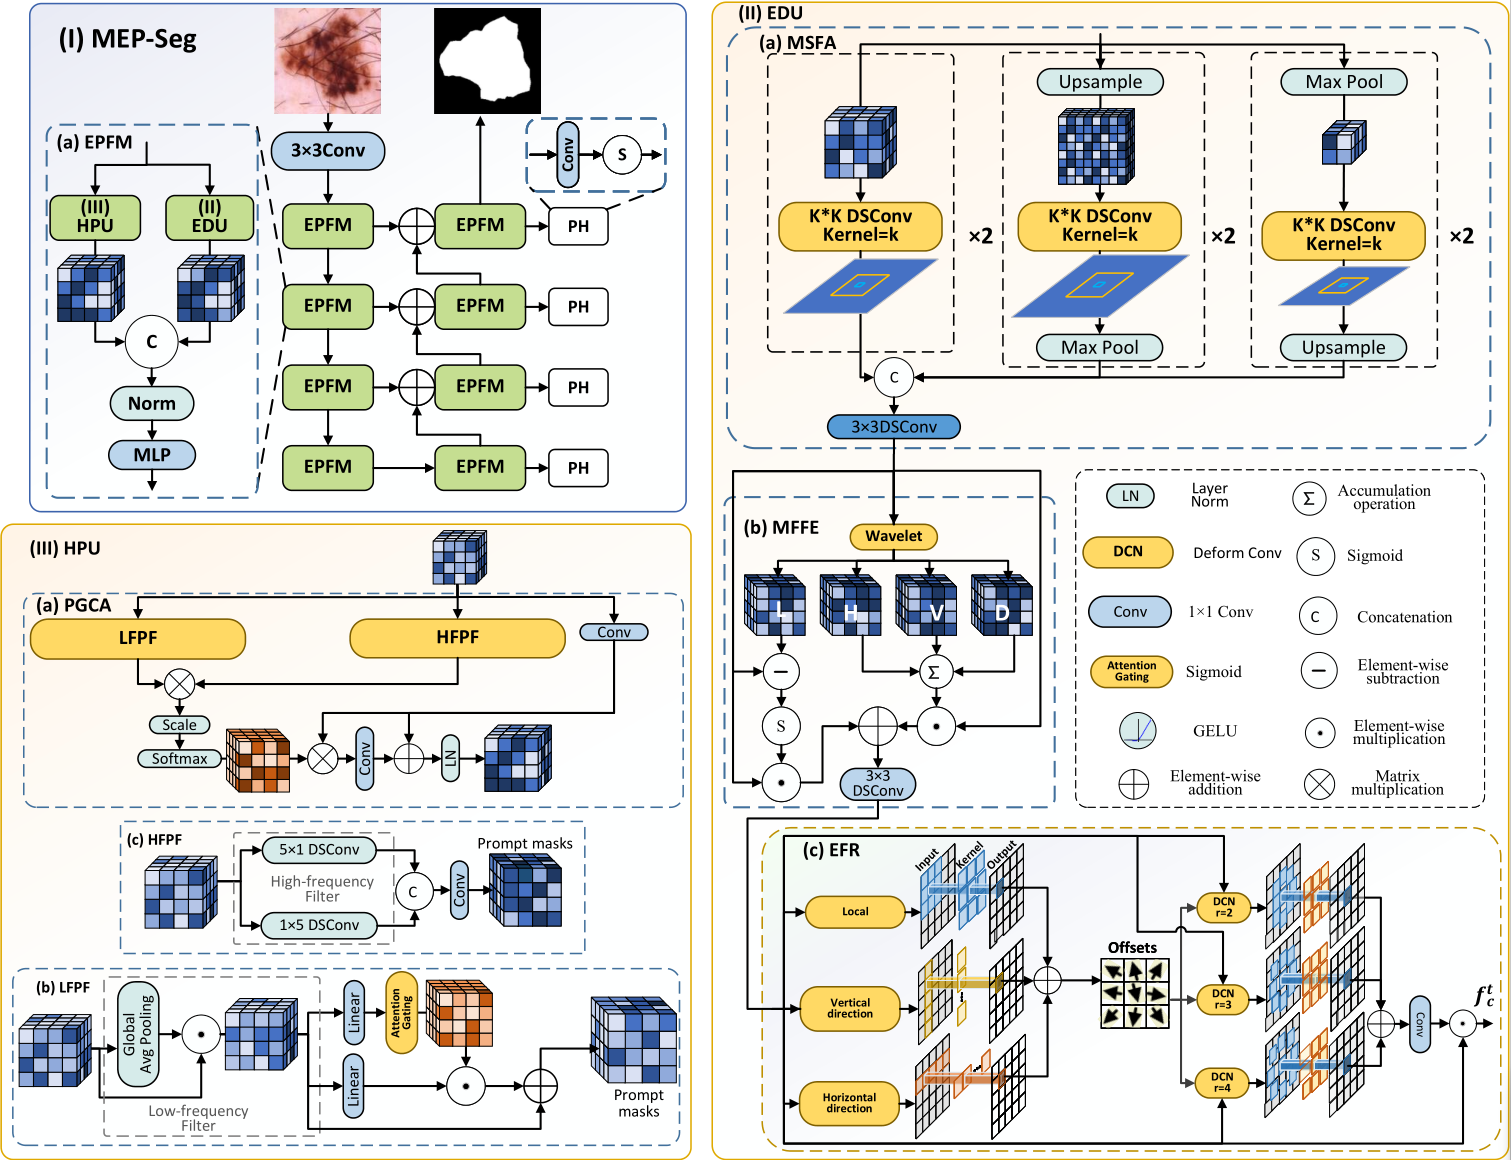 (I) MEP-Seg
(a) EPFM
(III)
HPU
(II)
EDU
C
Norm
MLP
3×3Conv
Conv
S
EPFM
EPFM
PH
EPFM
EPFM
PH
EPFM
EPFM
PH
EPFM
EPFM
PH
(II) EDU
(a) MSFA
Upsample
Max Pool
K*K DSConv
Kernel=k
×2
K*K DSConv
Kernel=k
×2
K*K DSConv
Kernel=k
×2
Max Pool
Upsample
C
3×3DSConv
(b) MFFE
Wavelet
L
H
V
D
Σ
S
3×3
DSConv
LN
Layer
Norm
Σ
Accumulation
operation
DCN
Deform Conv
S
Sigmoid
Conv
1×1 Conv
C
Concatenation
Attention
Gating
Sigmoid
Element-wise
subtraction
GELU
Element-wise
multiplication
Element-wise
addition
Matrix
multiplication
(c) EFR
Input
Kernel
Output
Local
Vertical
direction
Horizontal
direction
Offsets
DCN
r=2
DCN
r=3
DCN
r=4
Conv
f_c^t
(III) HPU
(a) PGCA
LFPF
HFPF
Conv
Scale
Softmax
Conv
LN
(c) HFPF
5×1 DSConv
High-frequency
Filter
1×5 DSConv
C
Conv
Prompt masks
(b) LFPF
Global
Avg Pooling
Low-frequency
Filter
Linear
Attention
Gating
Linear
Prompt
masks